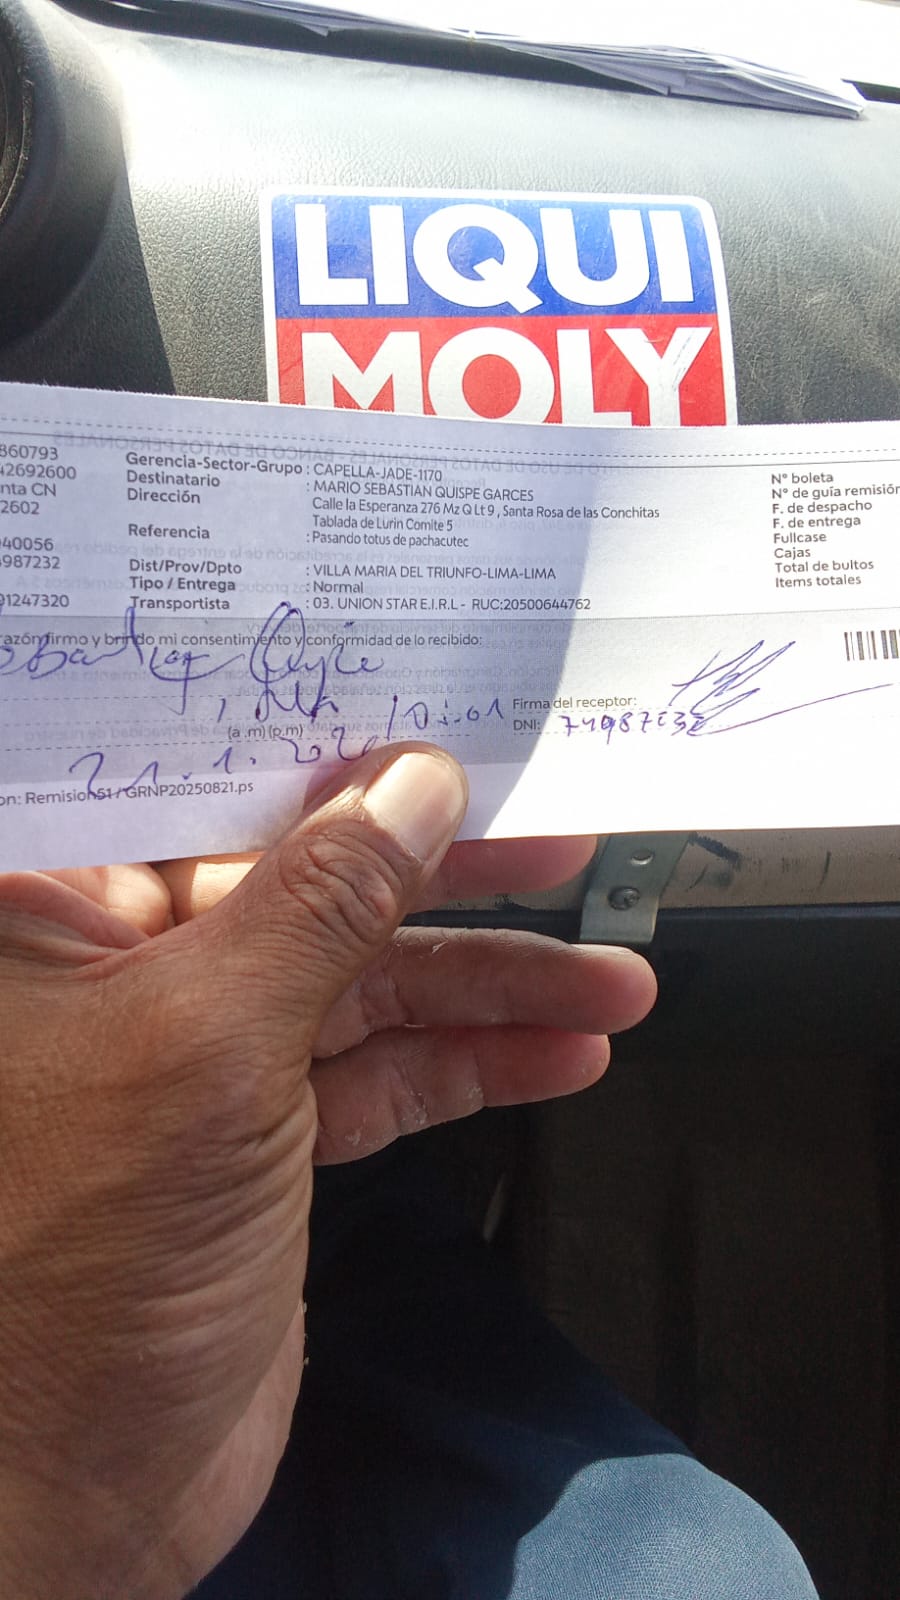 LIQUI
MOLY
860793
42692600
nta CN
2602
40056
987232
91247320
Gerencia-Sector-Grupo : CAPELLA-JADE-1170
Destinatario : MARIO SEBASTIAN QUISPE GARCES
Dirección : Calle la Esperanza 276 Mz Q Lt 9 , Santa Rosa de las Conchitas
Tablada de Lurin Comite 5
Referencia : Pasando totus de pachacutec
Dist/Prov/Dpto : VILLA MARIA DEL TRIUNFO-LIMA-LIMA
Tipo / Entrega : Normal
Transportista : 03. UNION STAR E.I.R.L - RUC:20500644762
N° boleta
N° de guía remisión
F. de despacho
F. de entrega
Fullcase
Cajas
Total de bultos
Items totales
azón firmo y brindo mi consentimiento y conformidad de lo recibido:
Firma del receptor:
(a .m) (p.m)
DNI:
on: Remision51 / GRNP20250821.ps